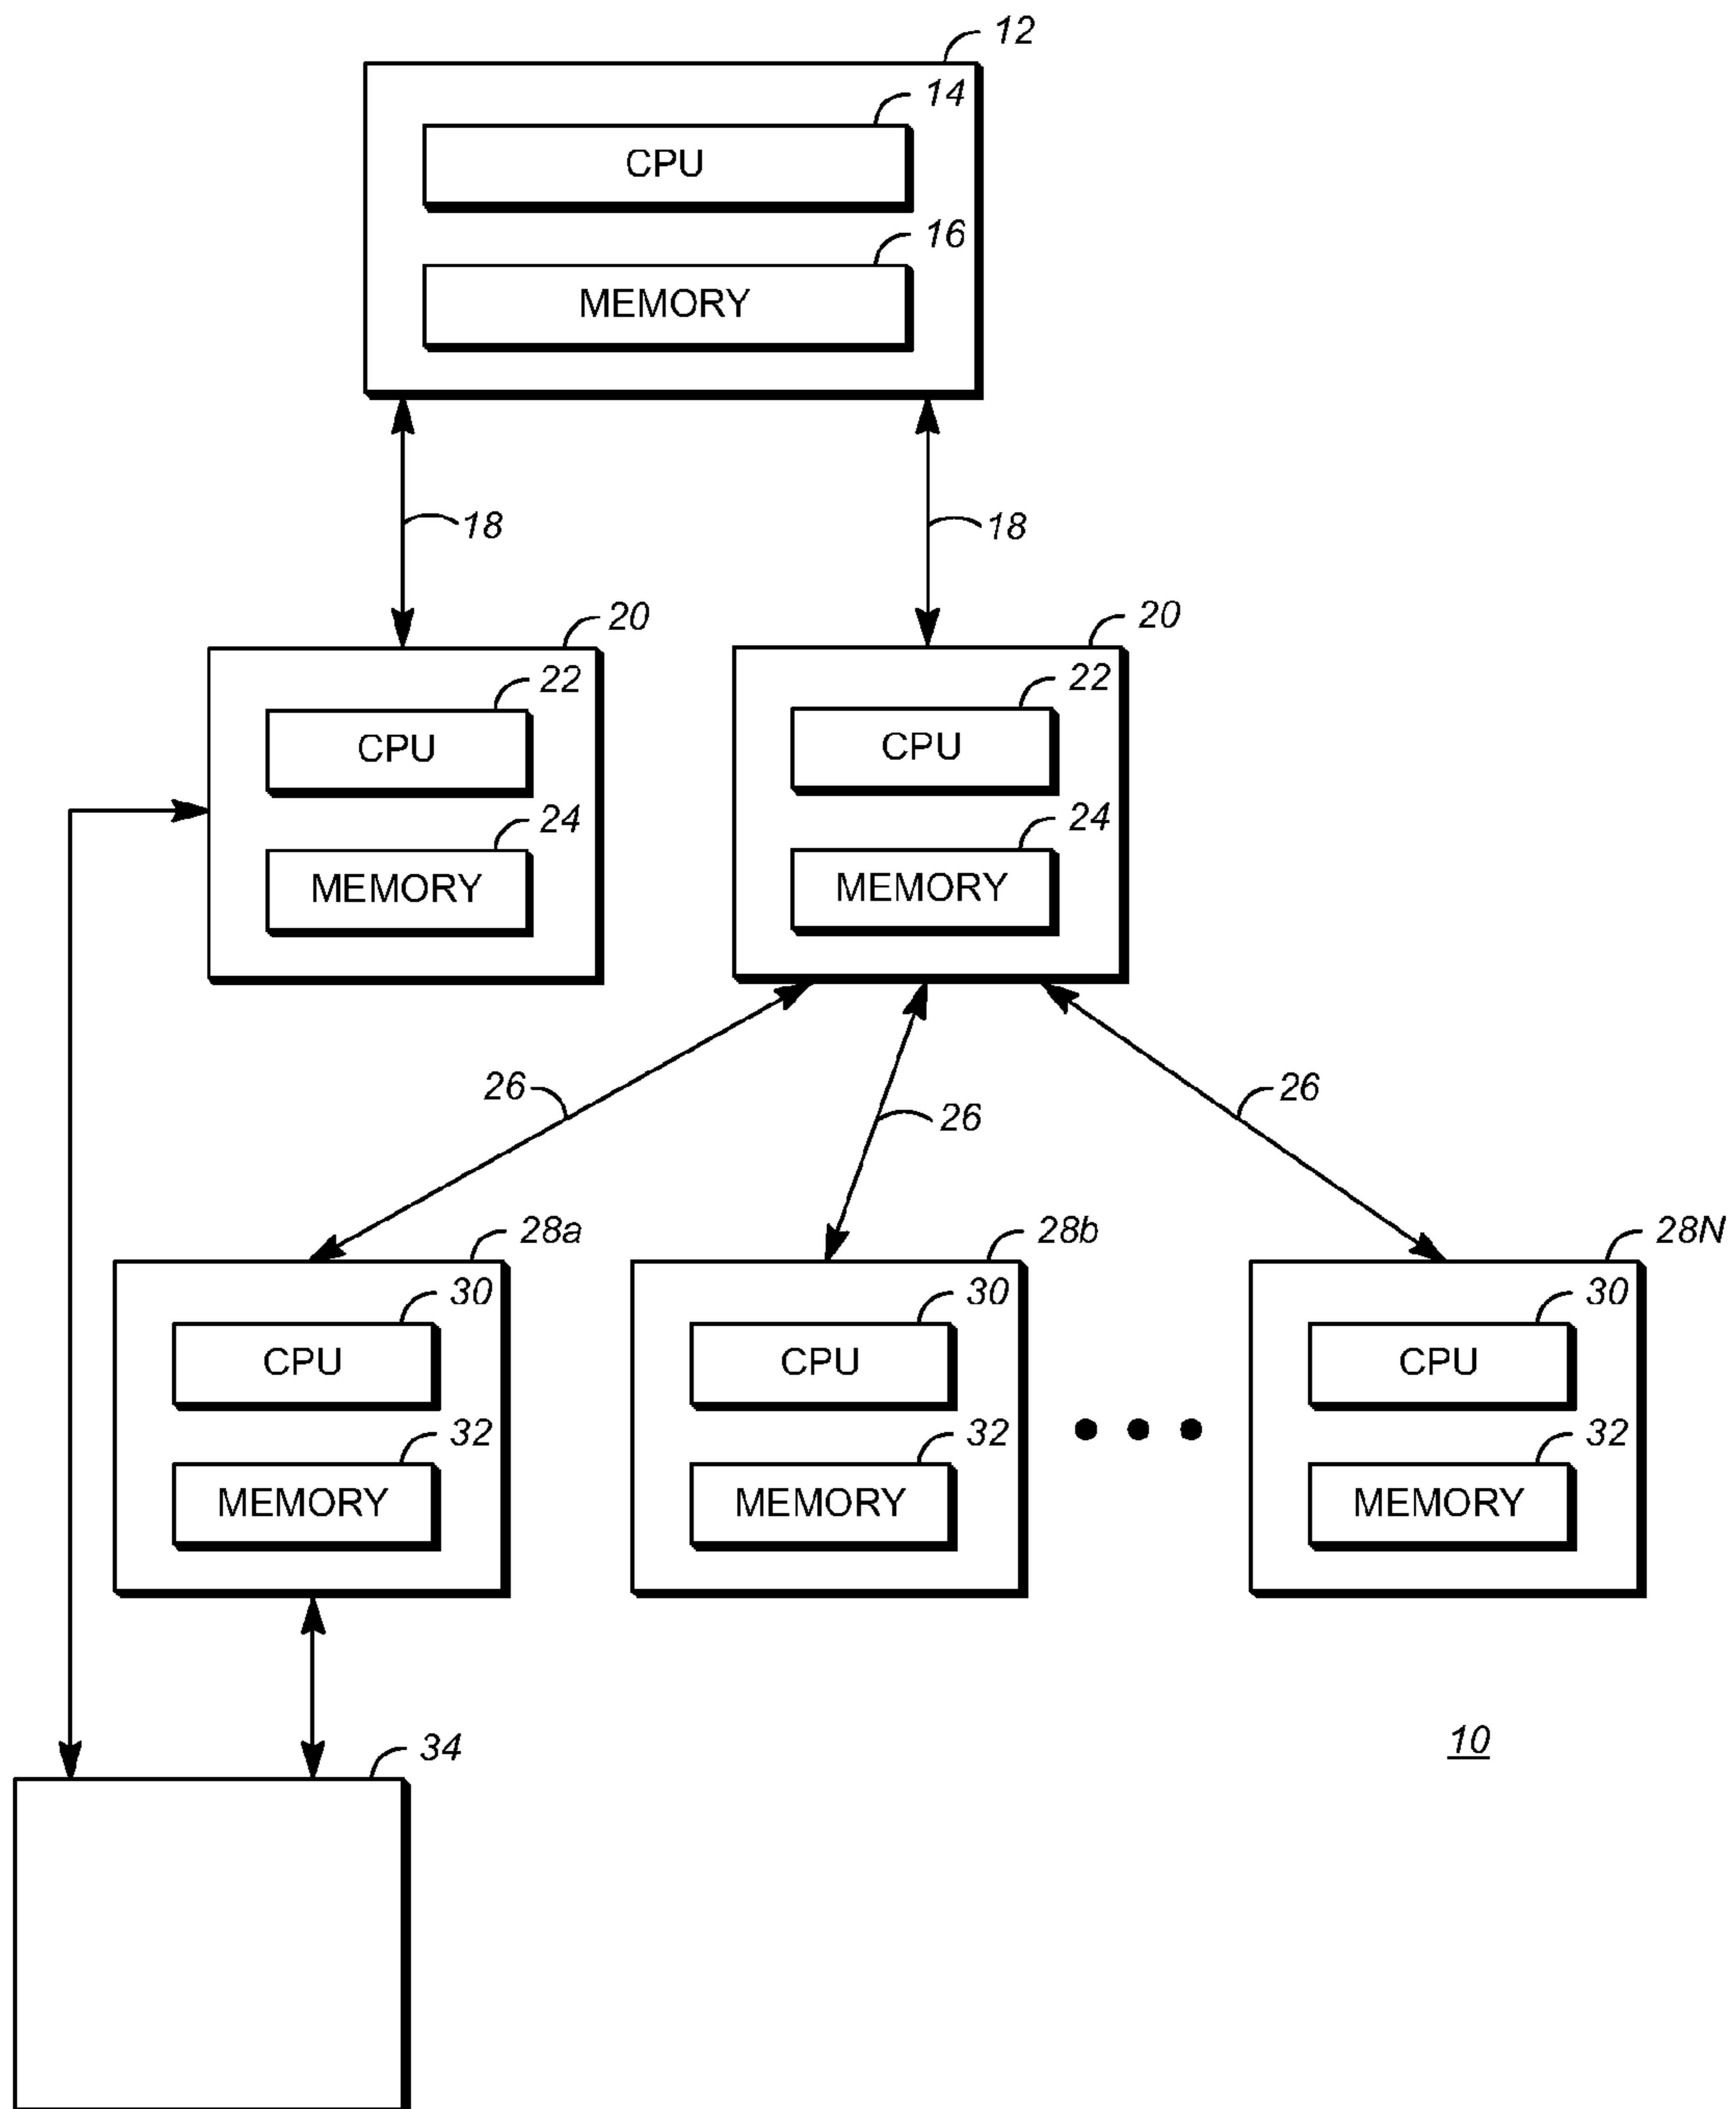 12
14
CPU
16
MEMORY
18 18
20 20
22 22
CPU CPU
24 24
MEMORY MEMORY
26 26 26
28a 28b 28N
30 30 30
CPU CPU CPU
32 32 32
MEMORY MEMORY MEMORY
10
34